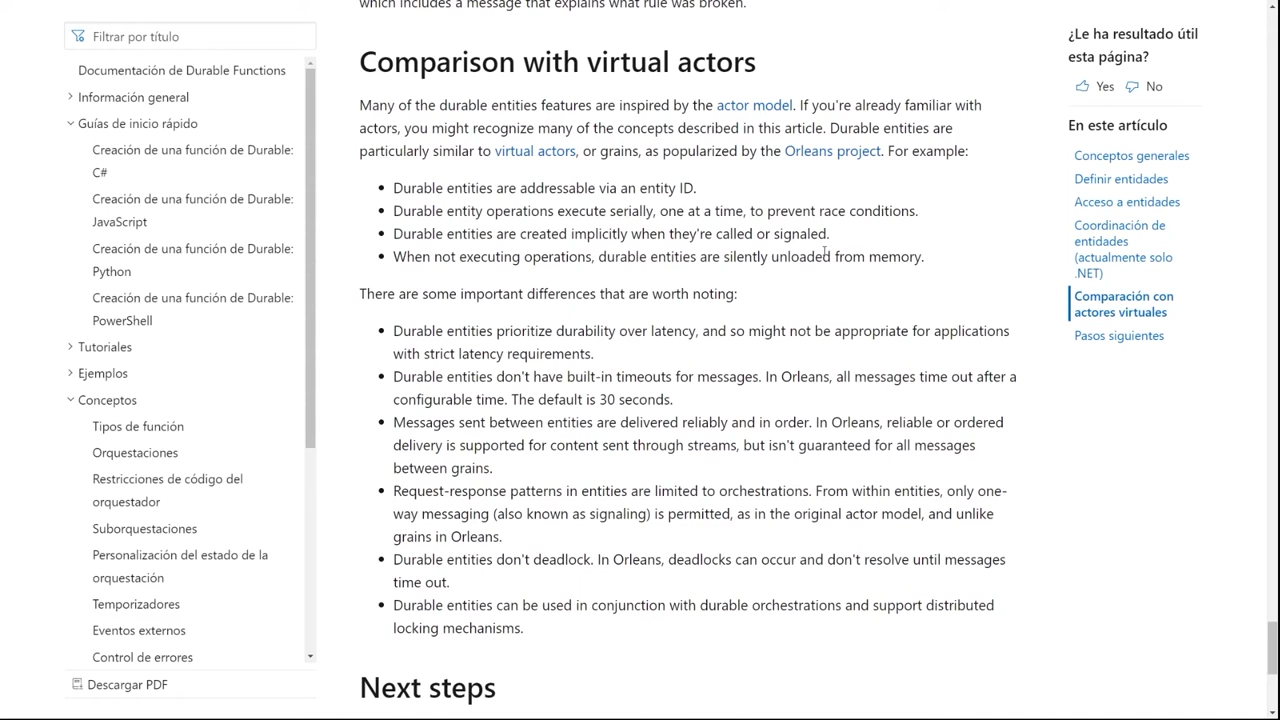 which includes a message that explains what rule was broken.
Filtrar por título
Documentación de Durable Functions
Información general
Guías de inicio rápido
Creación de una función de Durable:
C#
Creación de una función de Durable:
JavaScript
Creación de una función de Durable:
Python
Creación de una función de Durable:
PowerShell
Tutoriales
Ejemplos
Conceptos
Tipos de función
Orquestaciones
Restricciones de código del
orquestador
Suborquestaciones
Personalización del estado de la
orquestación
Temporizadores
Eventos externos
Control de errores
Descargar PDF
Comparison with virtual actors
Many of the durable entities features are inspired by the actor model. If you're already familiar with
actors, you might recognize many of the concepts described in this article. Durable entities are
particularly similar to virtual actors, or grains, as popularized by the Orleans project. For example:
• Durable entities are addressable via an entity ID.
• Durable entity operations execute serially, one at a time, to prevent race conditions.
• Durable entities are created implicitly when they're called or signaled.
• When not executing operations, durable entities are silently unloaded from memory.
There are some important differences that are worth noting:
• Durable entities prioritize durability over latency, and so might not be appropriate for applications
with strict latency requirements.
• Durable entities don't have built-in timeouts for messages. In Orleans, all messages time out after a
configurable time. The default is 30 seconds.
• Messages sent between entities are delivered reliably and in order. In Orleans, reliable or ordered
delivery is supported for content sent through streams, but isn't guaranteed for all messages
between grains.
• Request-response patterns in entities are limited to orchestrations. From within entities, only one-
way messaging (also known as signaling) is permitted, as in the original actor model, and unlike
grains in Orleans.
• Durable entities don't deadlock. In Orleans, deadlocks can occur and don't resolve until messages
time out.
• Durable entities can be used in conjunction with durable orchestrations and support distributed
locking mechanisms.
Next steps
¿Le ha resultado útil
esta página?
Yes No
En este artículo
Conceptos generales
Definir entidades
Acceso a entidades
Coordinación de
entidades
(actualmente solo
.NET)
Comparación con
actores virtuales
Pasos siguientes